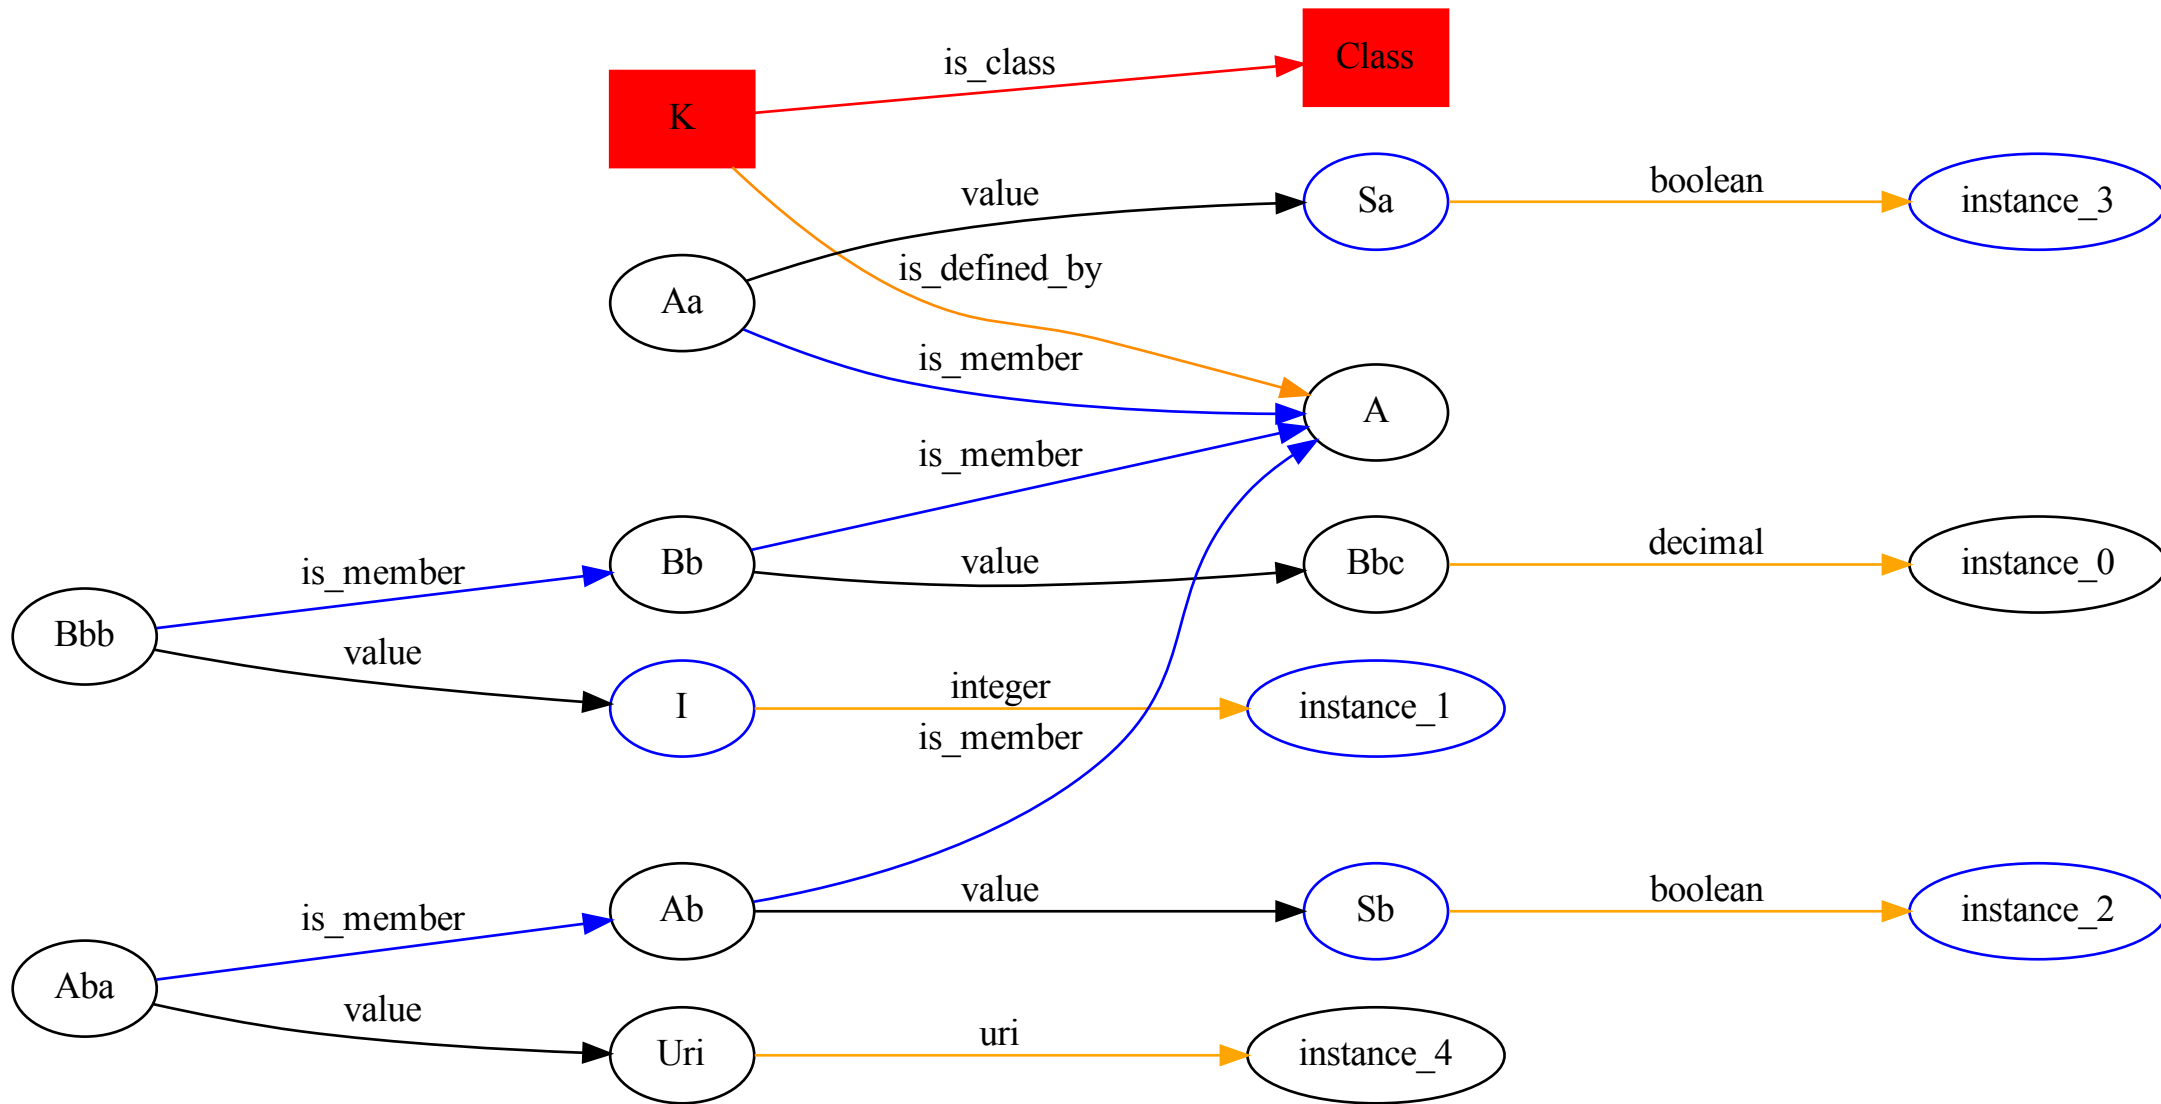 Class
is_class
K
value
Sa
boolean
instance_3
is_defined_by
Aa
is_member
A
is_member
Bb
value
Bbc
decimal
instance_0
is_member
Bbb
value
I
integer
instance_1
is_member
Ab
value
Sb
boolean
instance_2
is_member
Aba
value
Uri
uri
instance_4